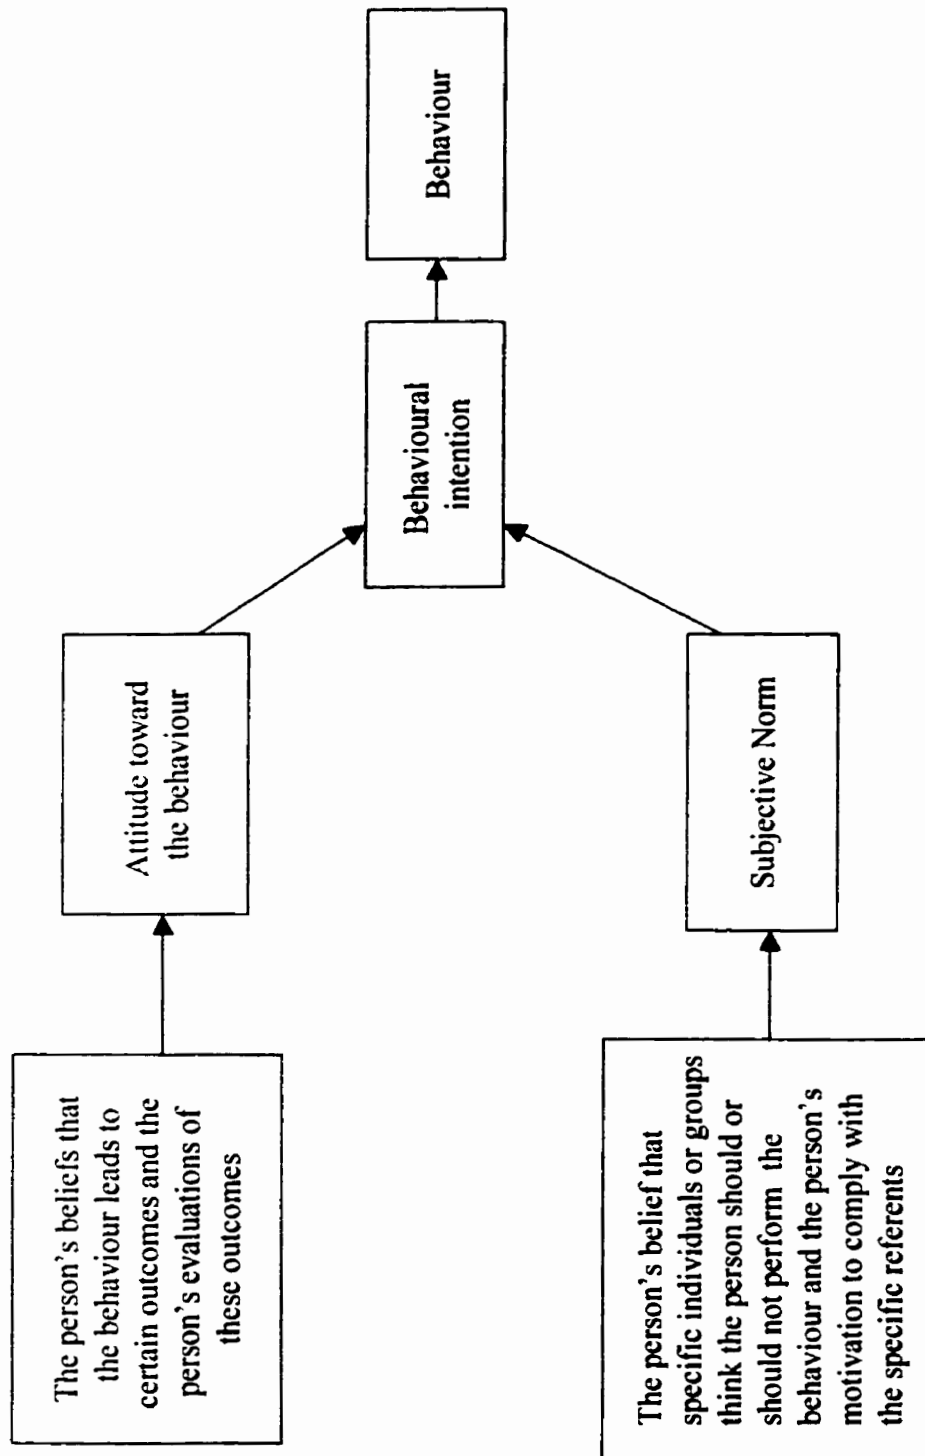 The person's beliefs that
the behaviour leads to
certain outcomes and the
person's evaluations of
these outcomes
Attitude toward
the behaviour
The person's belief that
specific individuals or groups
think the person should or
should not perform the
behaviour and the person's
motivation to comply with
the specific referents
Subjective Norm
Behavioural
intention
Behaviour